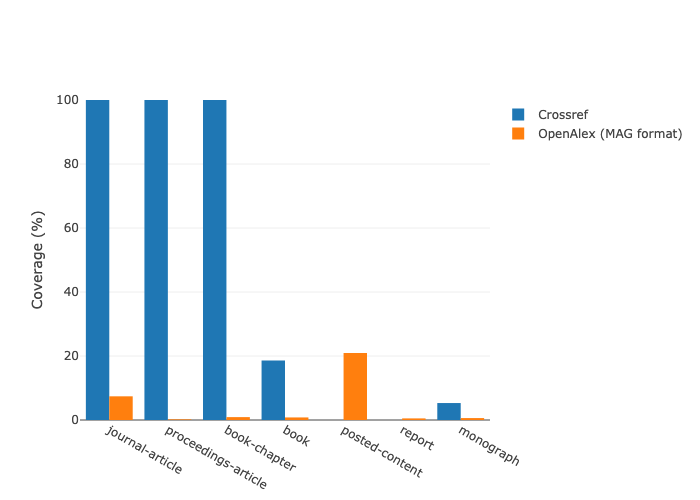 Crossref
OpenAlex (MAG format)
Coverage (%)
100
80
60
40
20
0
journal-article
proceedings-article
book-chapter
book
posted-content
report
monograph